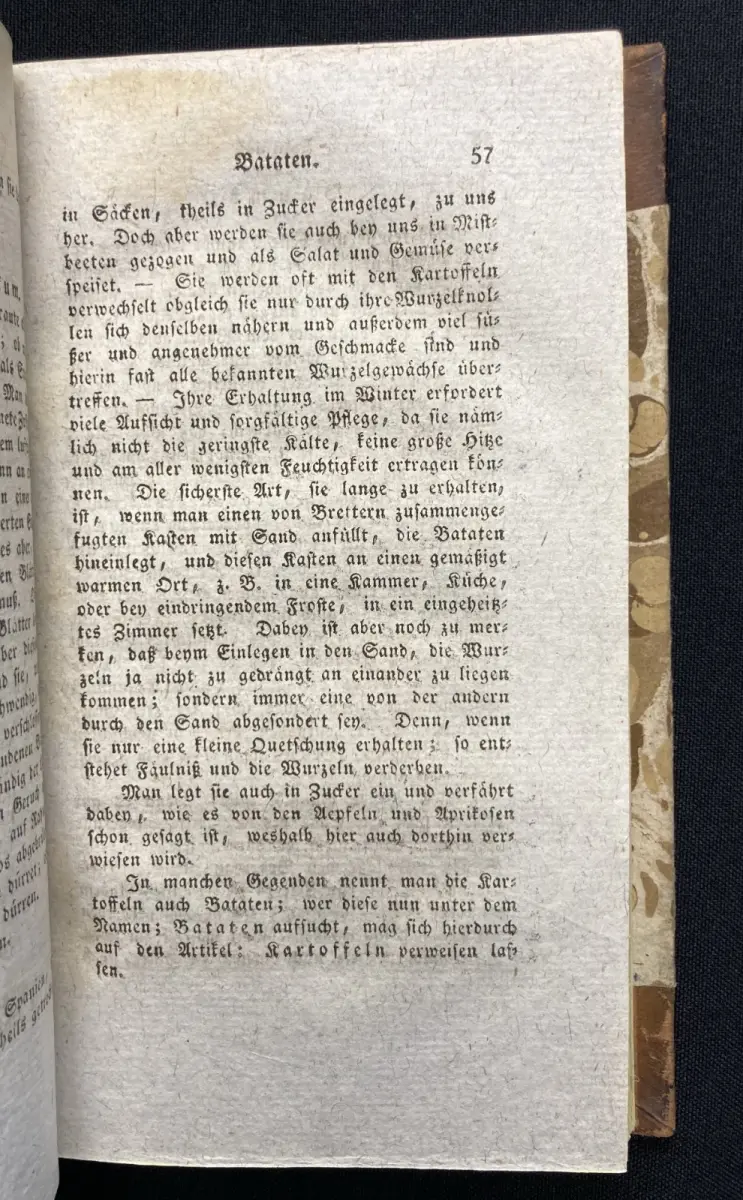 Bataten. 57
in Säcken, theils in Zucker eingelegt, zu uns
her. Doch aber werden sie auch bey uns in Mist-
beeten gezogen und als Salat und Gemüse ver-
speiset. — Sie werden oft mit den Kartoffeln
verwechselt obgleich sie nur durch ihre Wurzelknol-
len sich denselben nähern und außerdem viel sü-
ßer und angenehmer vom Geschmacke sind und
hierin fast alle bekannten Wurzelgewächse über-
treffen. — Ihre Erhaltung im Winter erfordert
viele Aufsicht und sorgfältige Pflege, da sie näm-
lich nicht die geringste Kälte, keine große Hitze
und am aller wenigsten Feuchtigkeit ertragen kön-
nen. Die sicherste Art, sie lange zu erhalten,
ist, wenn man einen von Brettern zusammenge-
fugten Kasten mit Sand anfüllt, die Bataten
hineinlegt, und diesen Kasten an einen gemäßigt
warmen Ort, z. B. in eine Kammer, Küche,
oder bey eindringendem Froste, in ein eingeheitz-
tes Zimmer setzt. Dabey ist aber noch zu mer-
ken, daß beym Einlegen in den Sand, die Wur-
zeln ja nicht zu gedrängt an einander zu liegen
kommen; sondern immer eine von der andern
durch den Sand abgesondert sey. Denn, wenn
sie nur eine kleine Quetschung erhalten; so ent-
stehet Fäulniß und die Wurzeln verderben.
Man legt sie auch in Zucker ein und verfährt
dabey, wie es von den Aepfeln und Aprikosen
schon gesagt ist, weshalb hier auch dorthin ver-
wiesen wird.
In manchen Gegenden nennt man die Kar-
toffeln auch Bataten; wer diese nun unter dem
Namen; Bataten aufsucht, mag sich hierdurch
auf den Artikel: Kartoffeln verweisen las-
sen.